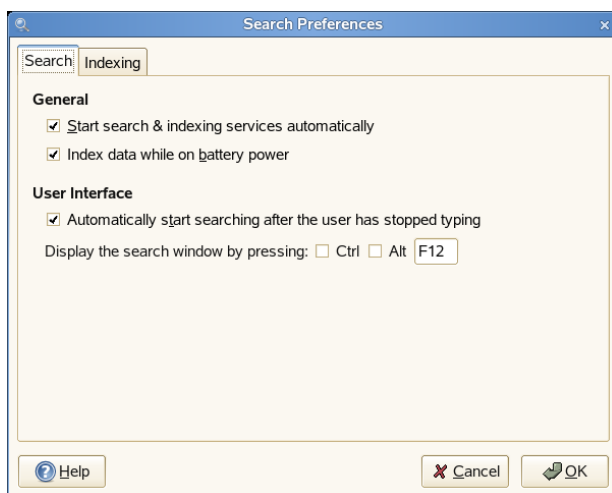 Search Preferences
Search Indexing
General
Start search & indexing services automatically
Index data while on battery power
User Interface
Automatically start searching after the user has stopped typing
Display the search window by pressing: Ctrl Alt F12
Help Cancel OK